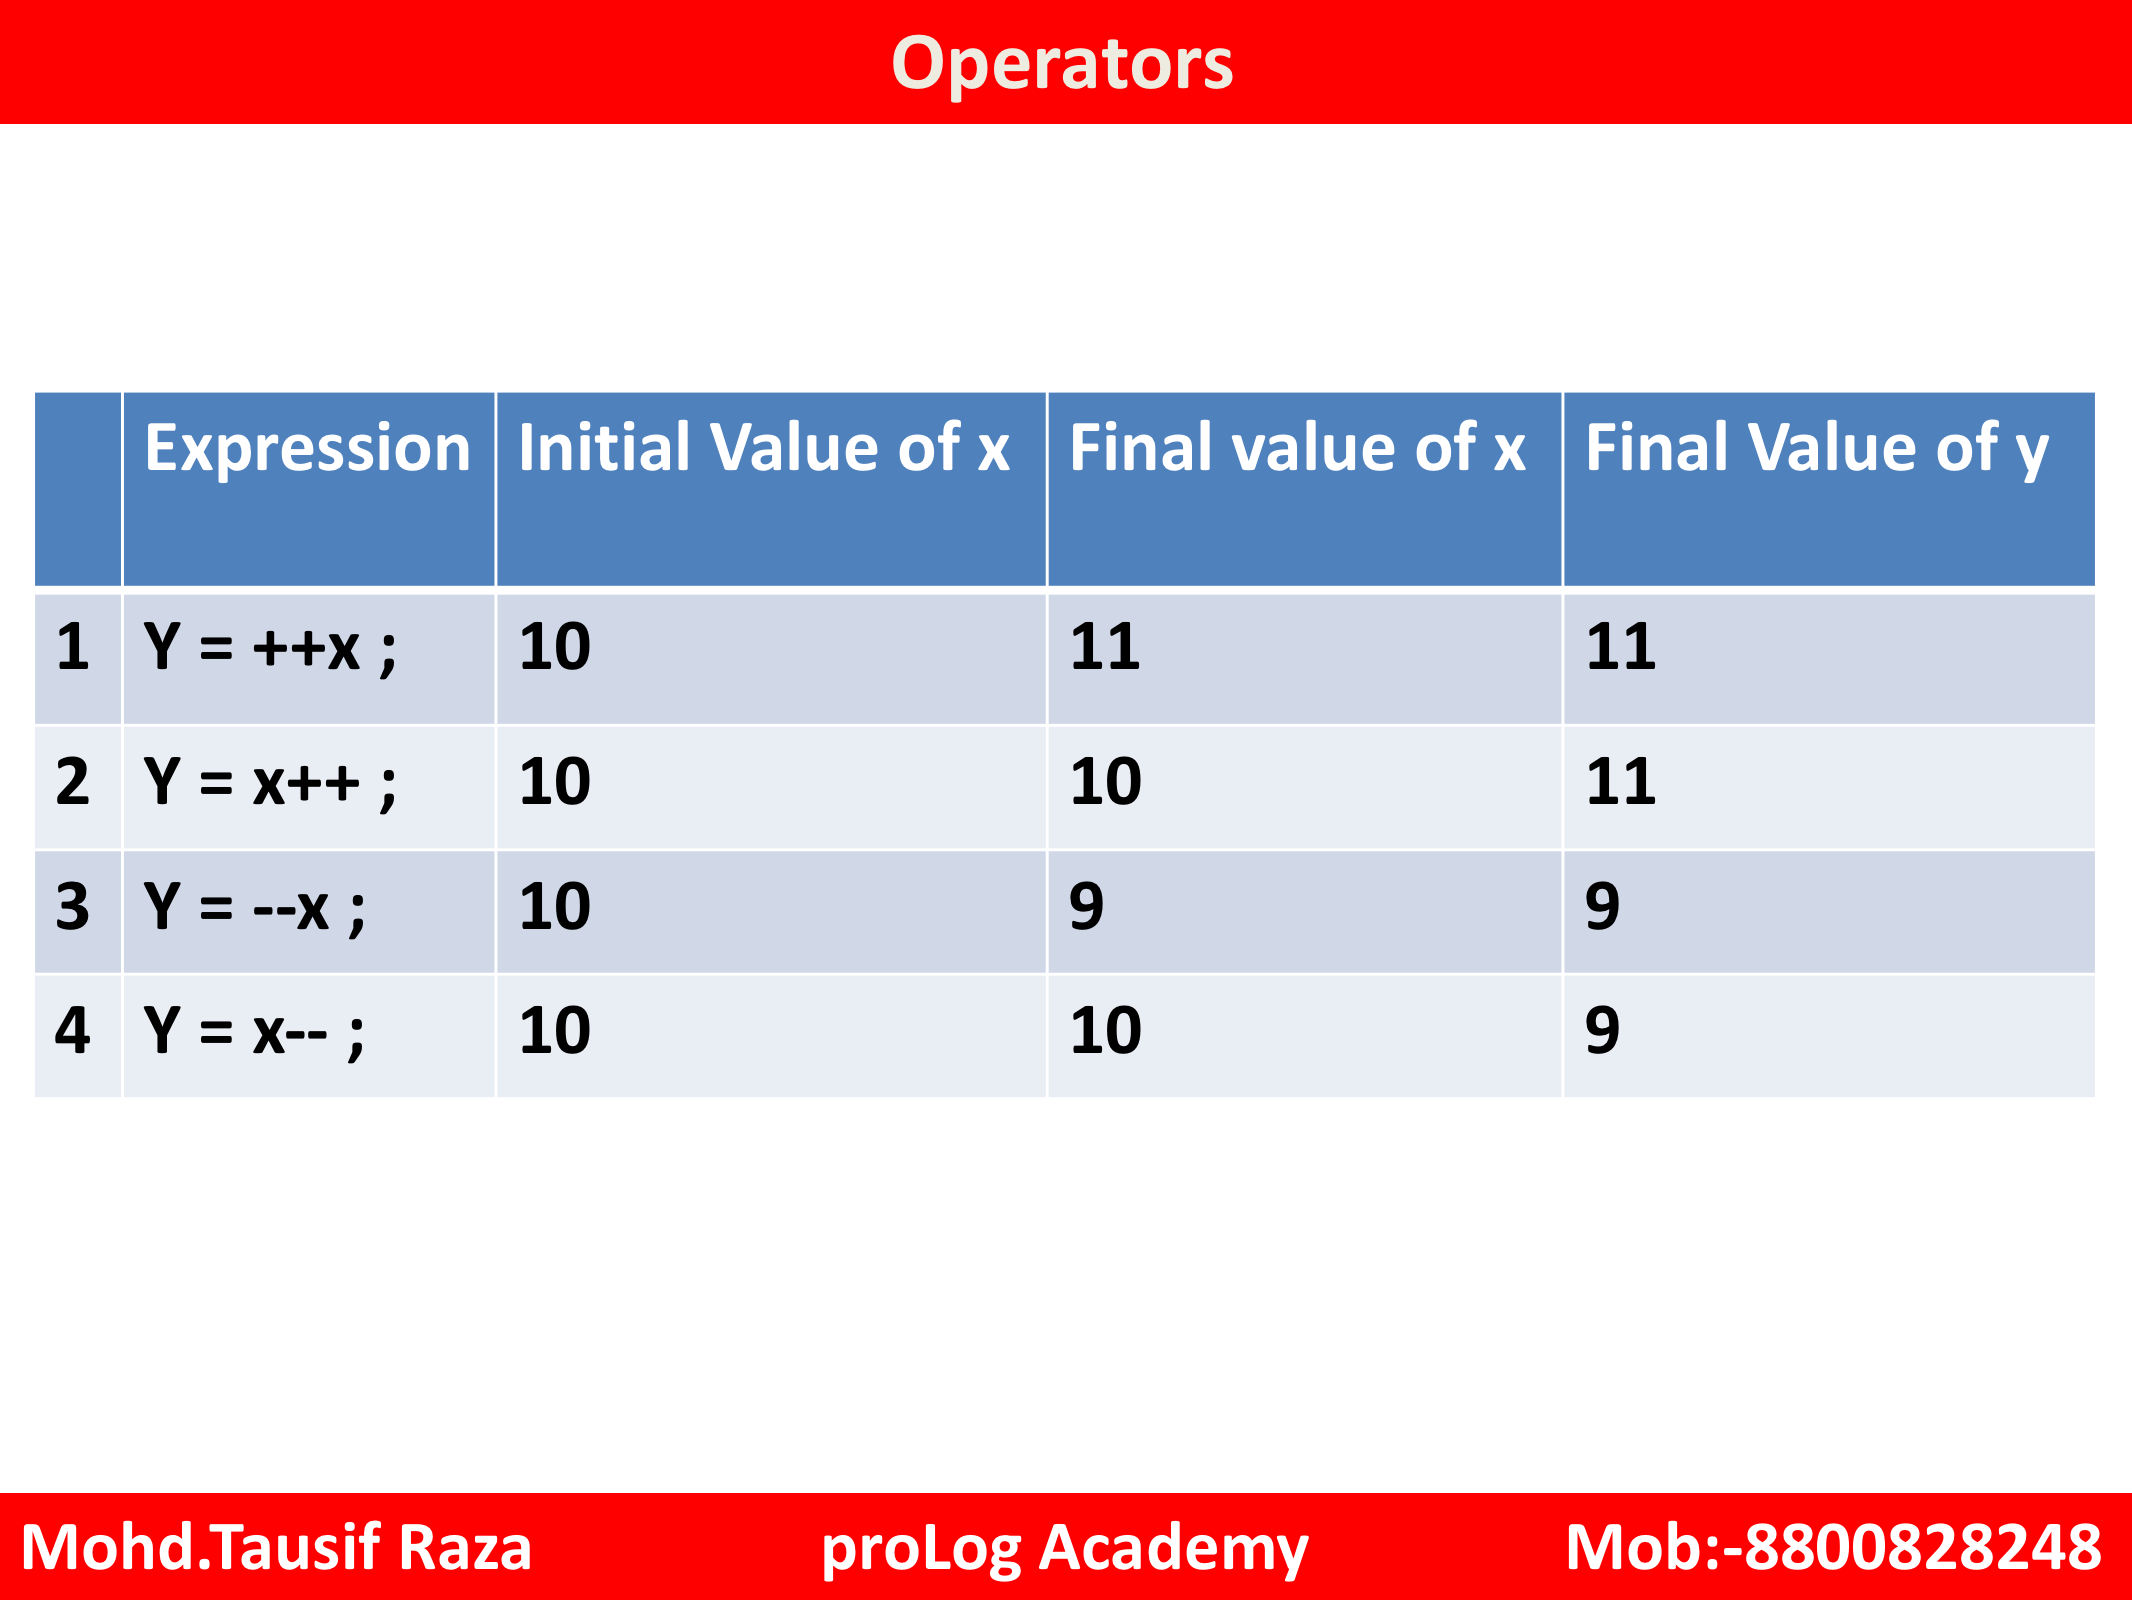 Operators
Expression Initial Value of x Final value of x Final Value of y
1 Y = ++x ; 10 11 11
2 Y = x++ ; 10 10 11
3 Y = --x ; 10 9 9
4 Y = x-- ; 10 10 9
Mohd.Tausif Raza proLog Academy Mob:-8800828248